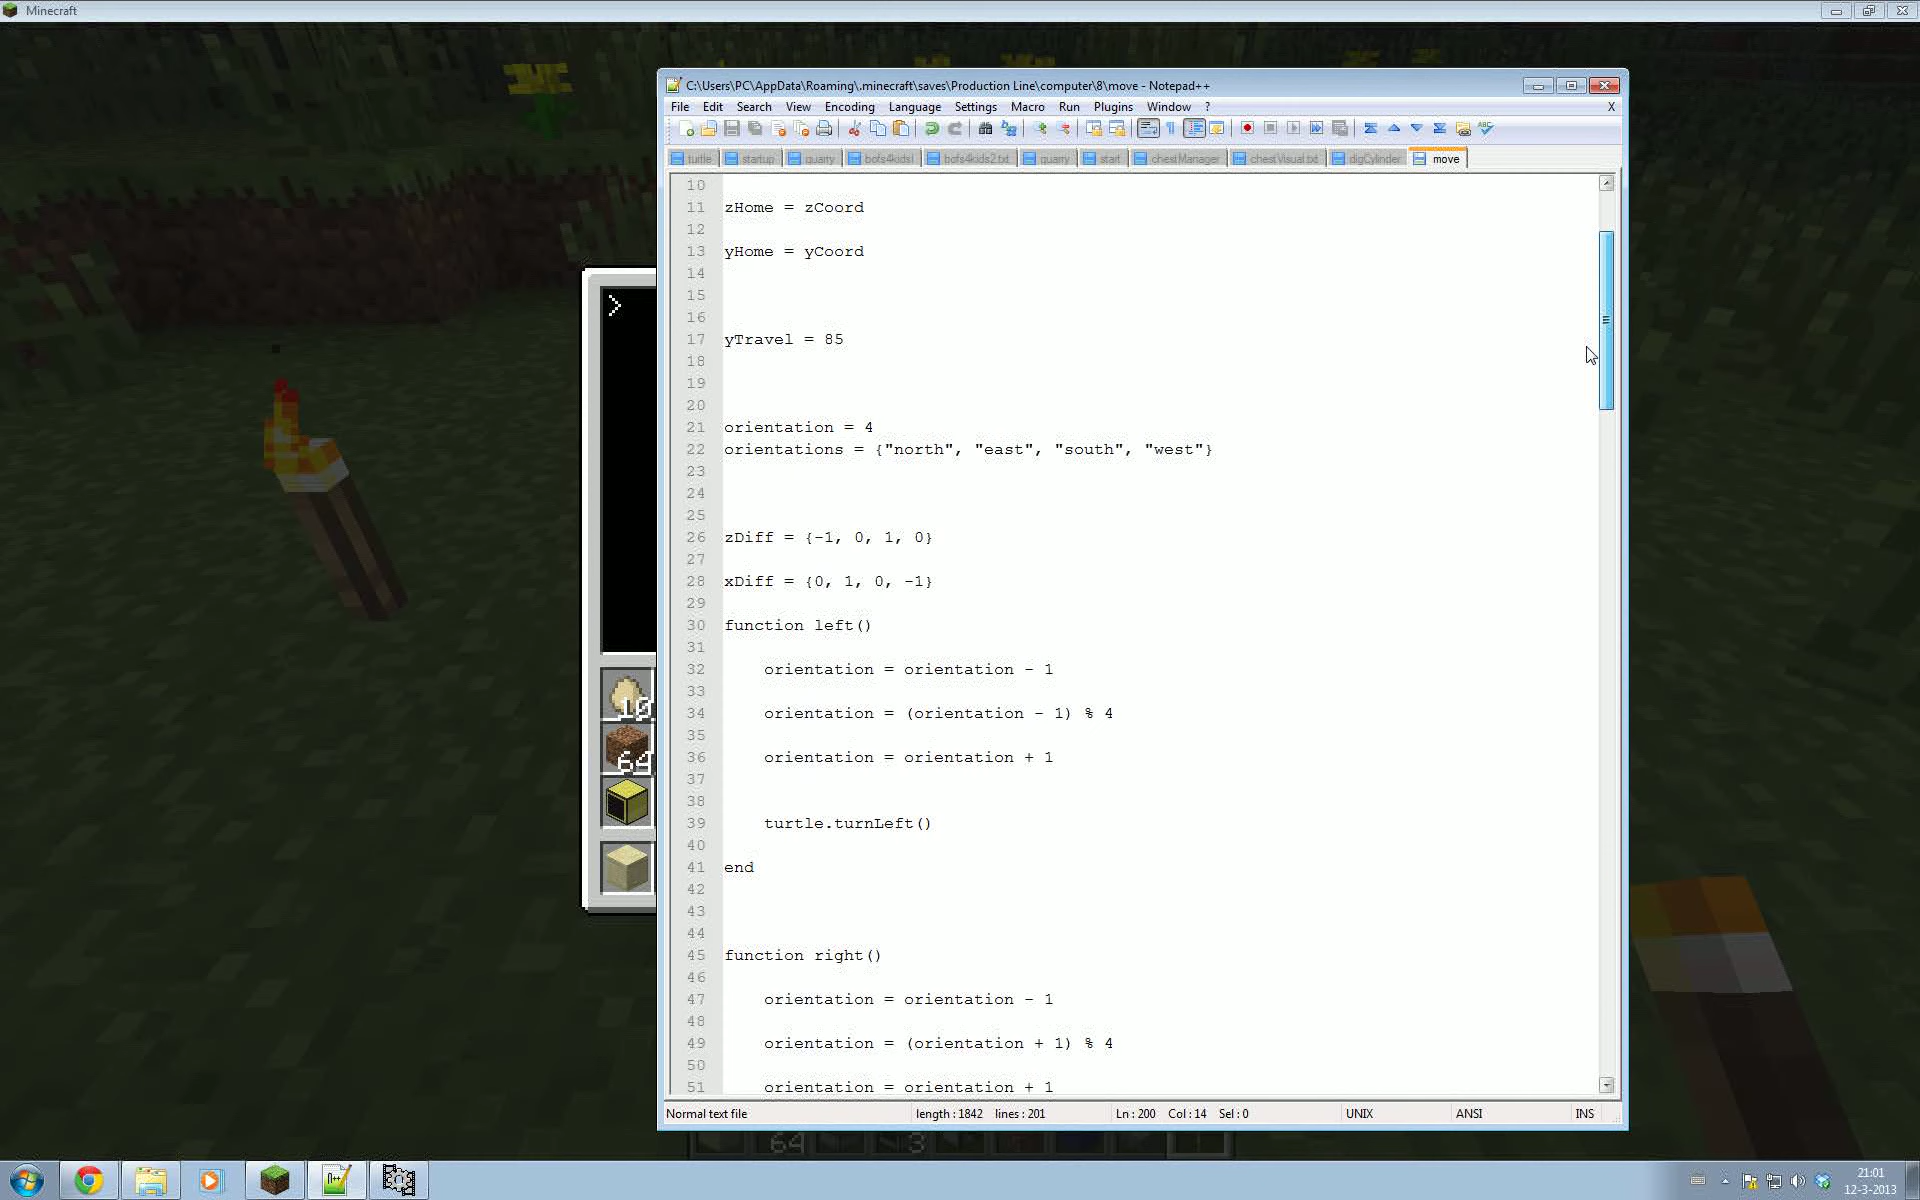 Minecraft
C:\Users\PC\AppData\Roaming\.minecraft\saves\Production Line\computer\8\move - Notepad++
File Edit Search View Encoding Language Settings Macro Run Plugins Window ? X
turtle startup quarry bofs4kids1 bofs4kids2.txt quarry start chestManager chestVisual.txt digCylinder move
10
11 zHome = zCoord
12
13 yHome = yCoord
14
15
16
17 yTravel = 85
18
19
20
21 orientation = 4
22 orientations = {"north", "east", "south", "west"}
23
24
25
26 zDiff = {-1, 0, 1, 0}
27
28 xDiff = {0, 1, 0, -1}
29
30 function left()
31
32 orientation = orientation - 1
33
34 orientation = (orientation - 1) % 4
35
36 orientation = orientation + 1
37
38
39 turtle.turnLeft()
40
41 end
42
43
44
45 function right()
46
47 orientation = orientation - 1
48
49 orientation = (orientation + 1) % 4
50
51 orientation = orientation + 1
>
10
64
Normal text file length : 1842 lines : 201 Ln : 200 Col : 14 Sel : 0 UNIX ANSI INS
64 3
21:01
12-3-2013